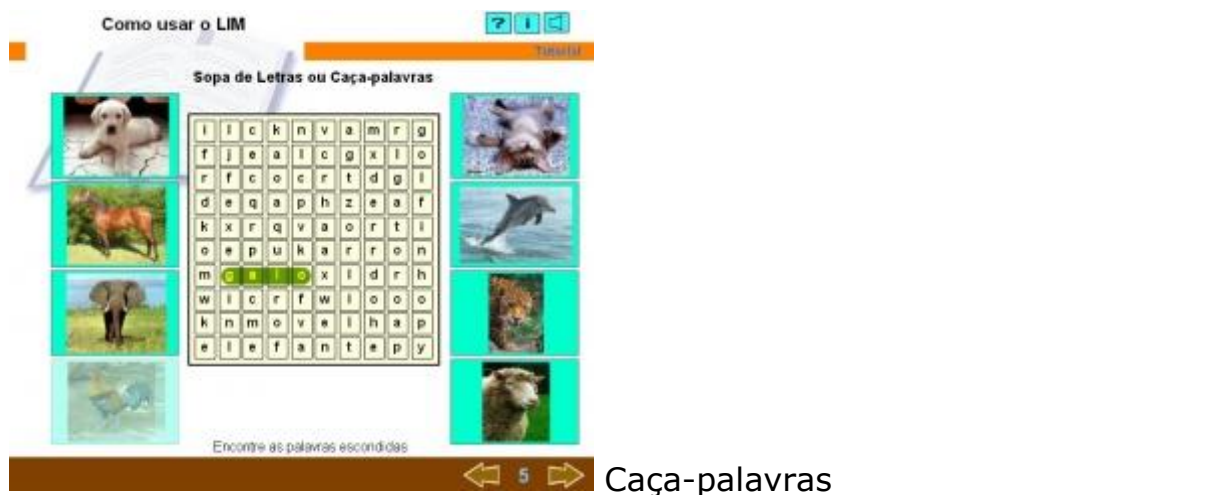 Como usar o LIM
? i
Tutorial
Sopa de Letras ou Caça-palavras
i l c k n v a m r g
f j e a l c g x l o
r f c o c r t d g l
d e q a p h z e a f
k x r q v a o r t i
o e p u k a r r o n
m g a l o x l d r h
w i c r f w i o o o
k n m o v e l h a p
e l e f a n t e p y
Encontre as palavras escondidas
5
Caça-palavras